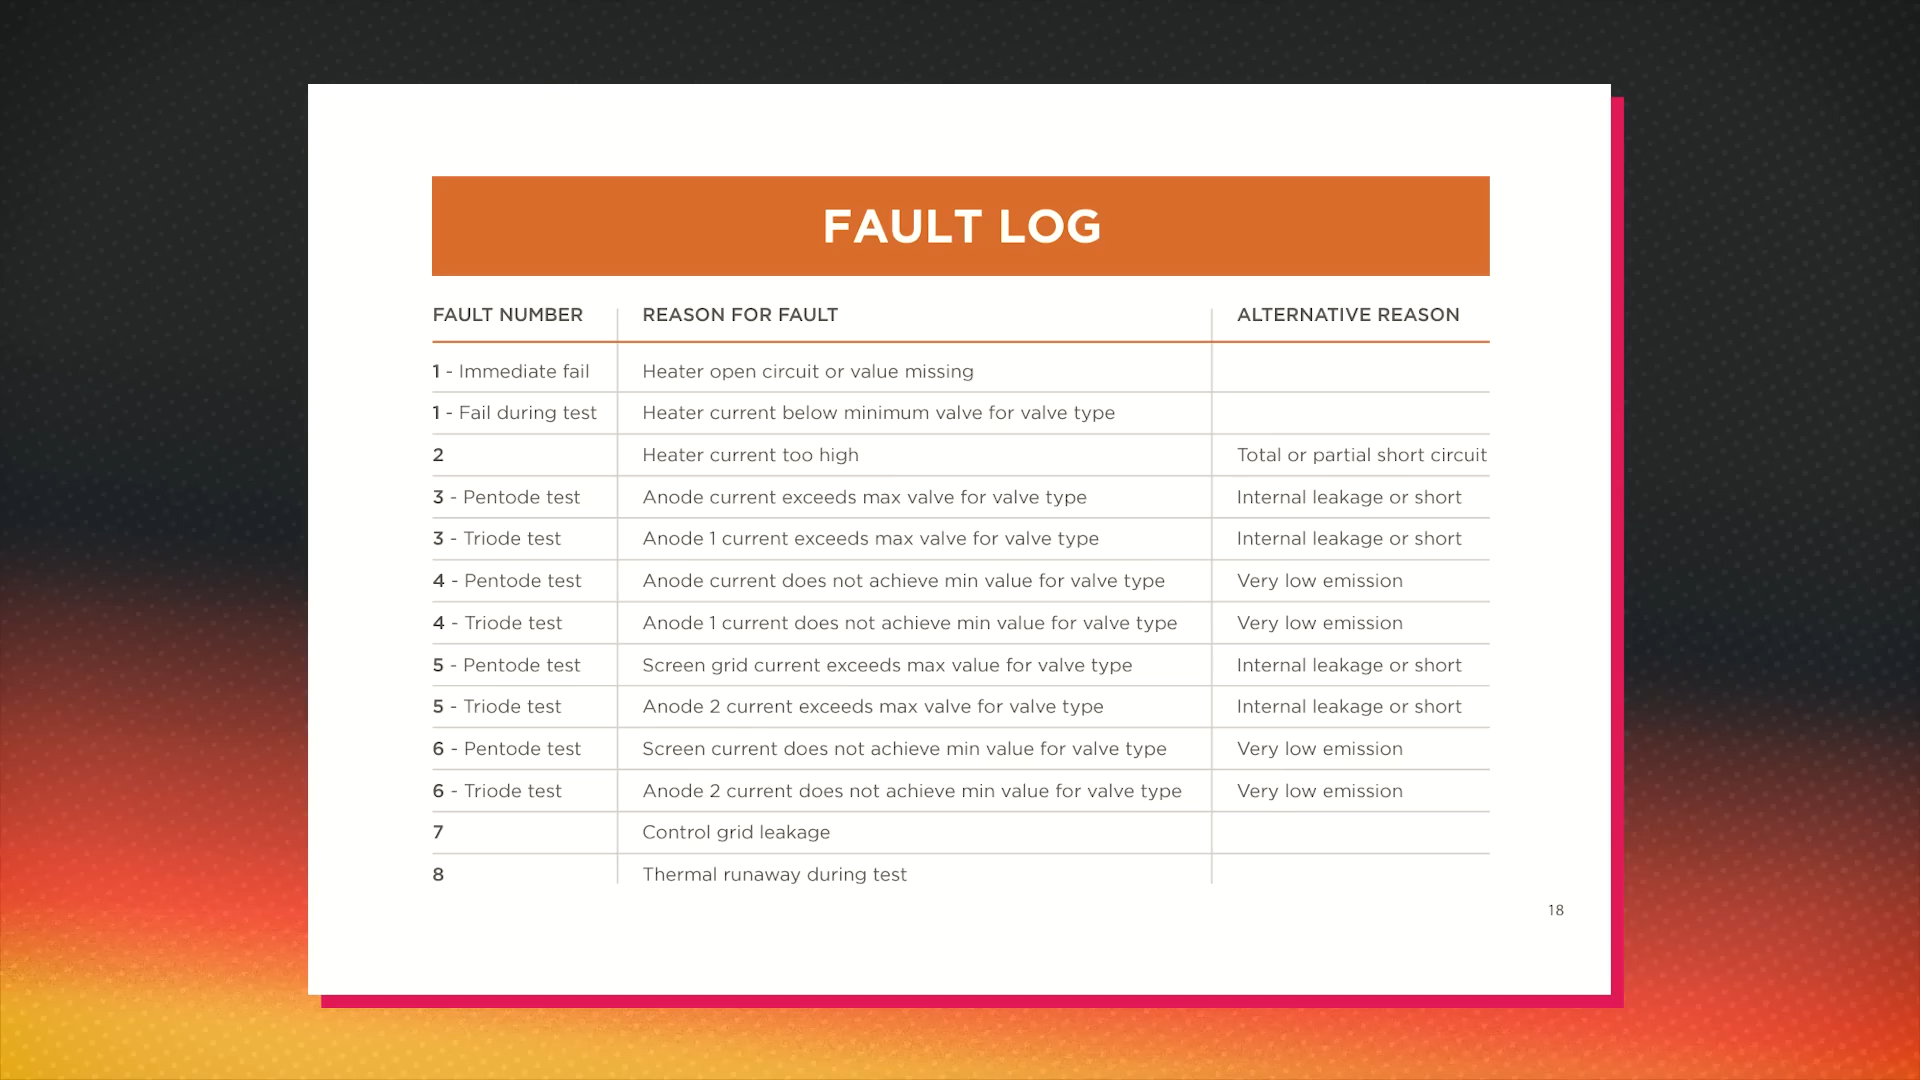 FAULT LOG
FAULT NUMBER REASON FOR FAULT ALTERNATIVE REASON
1 - Immediate fail Heater open circuit or value missing
1 - Fail during test Heater current below minimum valve for valve type
2 Heater current too high Total or partial short circuit
3 - Pentode test Anode current exceeds max valve for valve type Internal leakage or short
3 - Triode test Anode 1 current exceeds max valve for valve type Internal leakage or short
4 - Pentode test Anode current does not achieve min value for valve type Very low emission
4 - Triode test Anode 1 current does not achieve min value for valve type Very low emission
5 - Pentode test Screen grid current exceeds max value for valve type Internal leakage or short
5 - Triode test Anode 2 current exceeds max valve for valve type Internal leakage or short
6 - Pentode test Screen current does not achieve min value for valve type Very low emission
6 - Triode test Anode 2 current does not achieve min value for valve type Very low emission
7 Control grid leakage
8 Thermal runaway during test
18